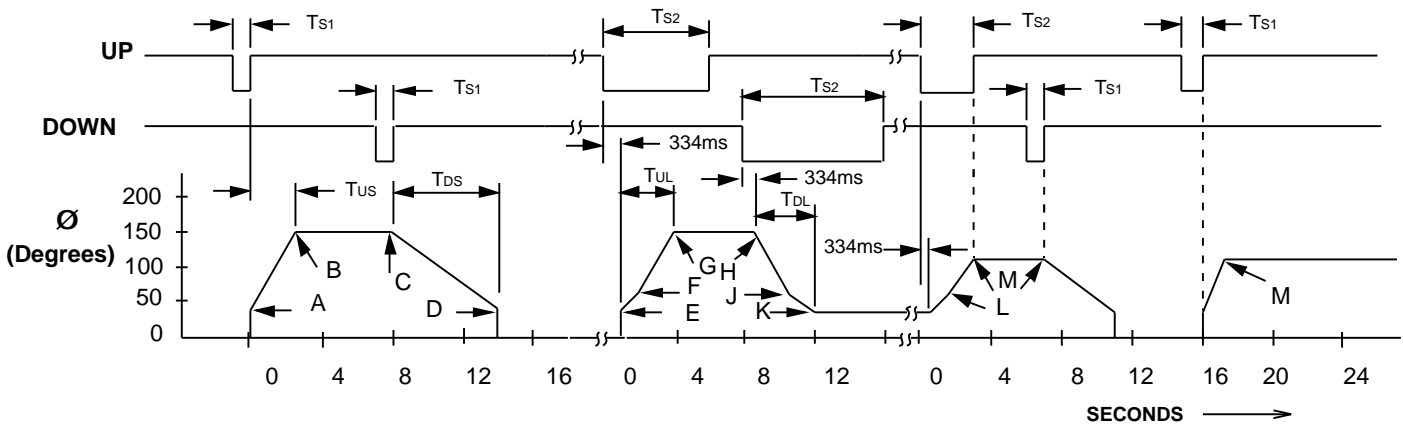 TS1 TS2 TS2 TS1
UP
TS1 TS2 TS1
DOWN
334ms
TUS TDS TUL 334ms
TDL
334ms
200
150
100
50
0
Ø
(Degrees)
A B C D
E F G H J K
L M M
0 4 8 12 16 0 4 8 12 0 4 8 12 16 20 24
SECONDS